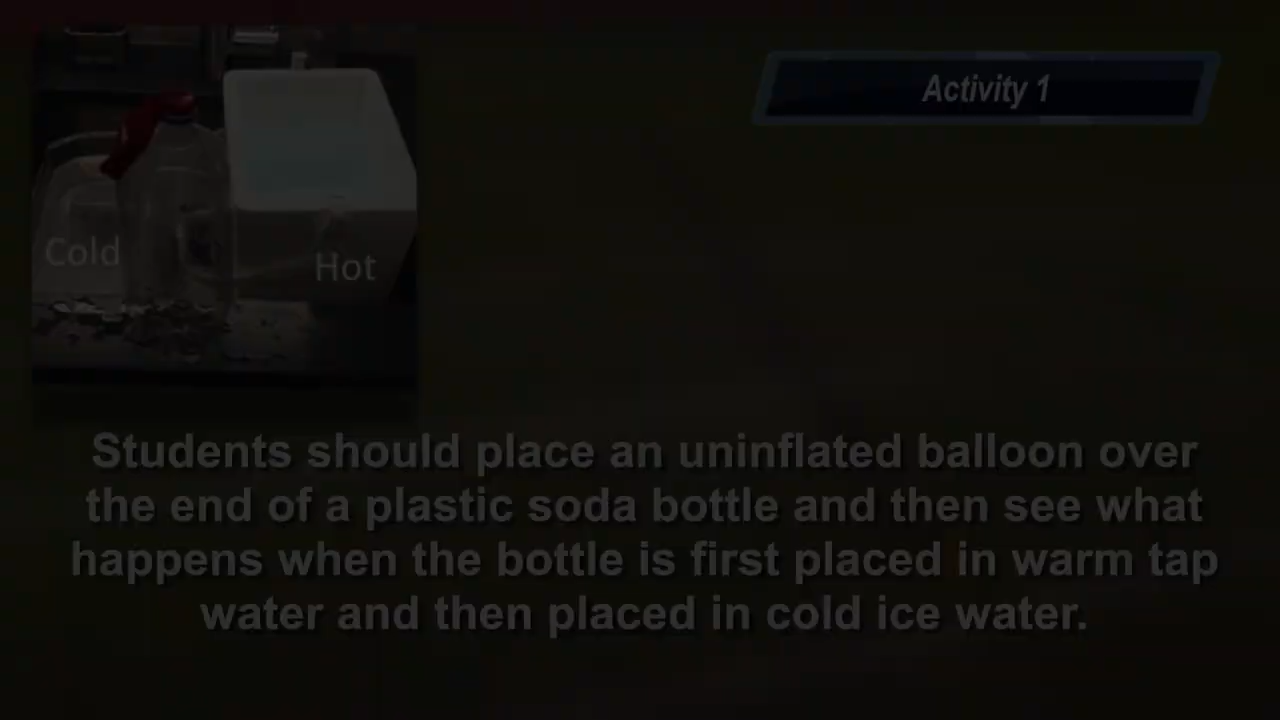 Activity 1
Cold
Hot
Students should place an uninflated balloon over
the end of a plastic soda bottle and then see what
happens when the bottle is first placed in warm tap
water and then placed in cold ice water.